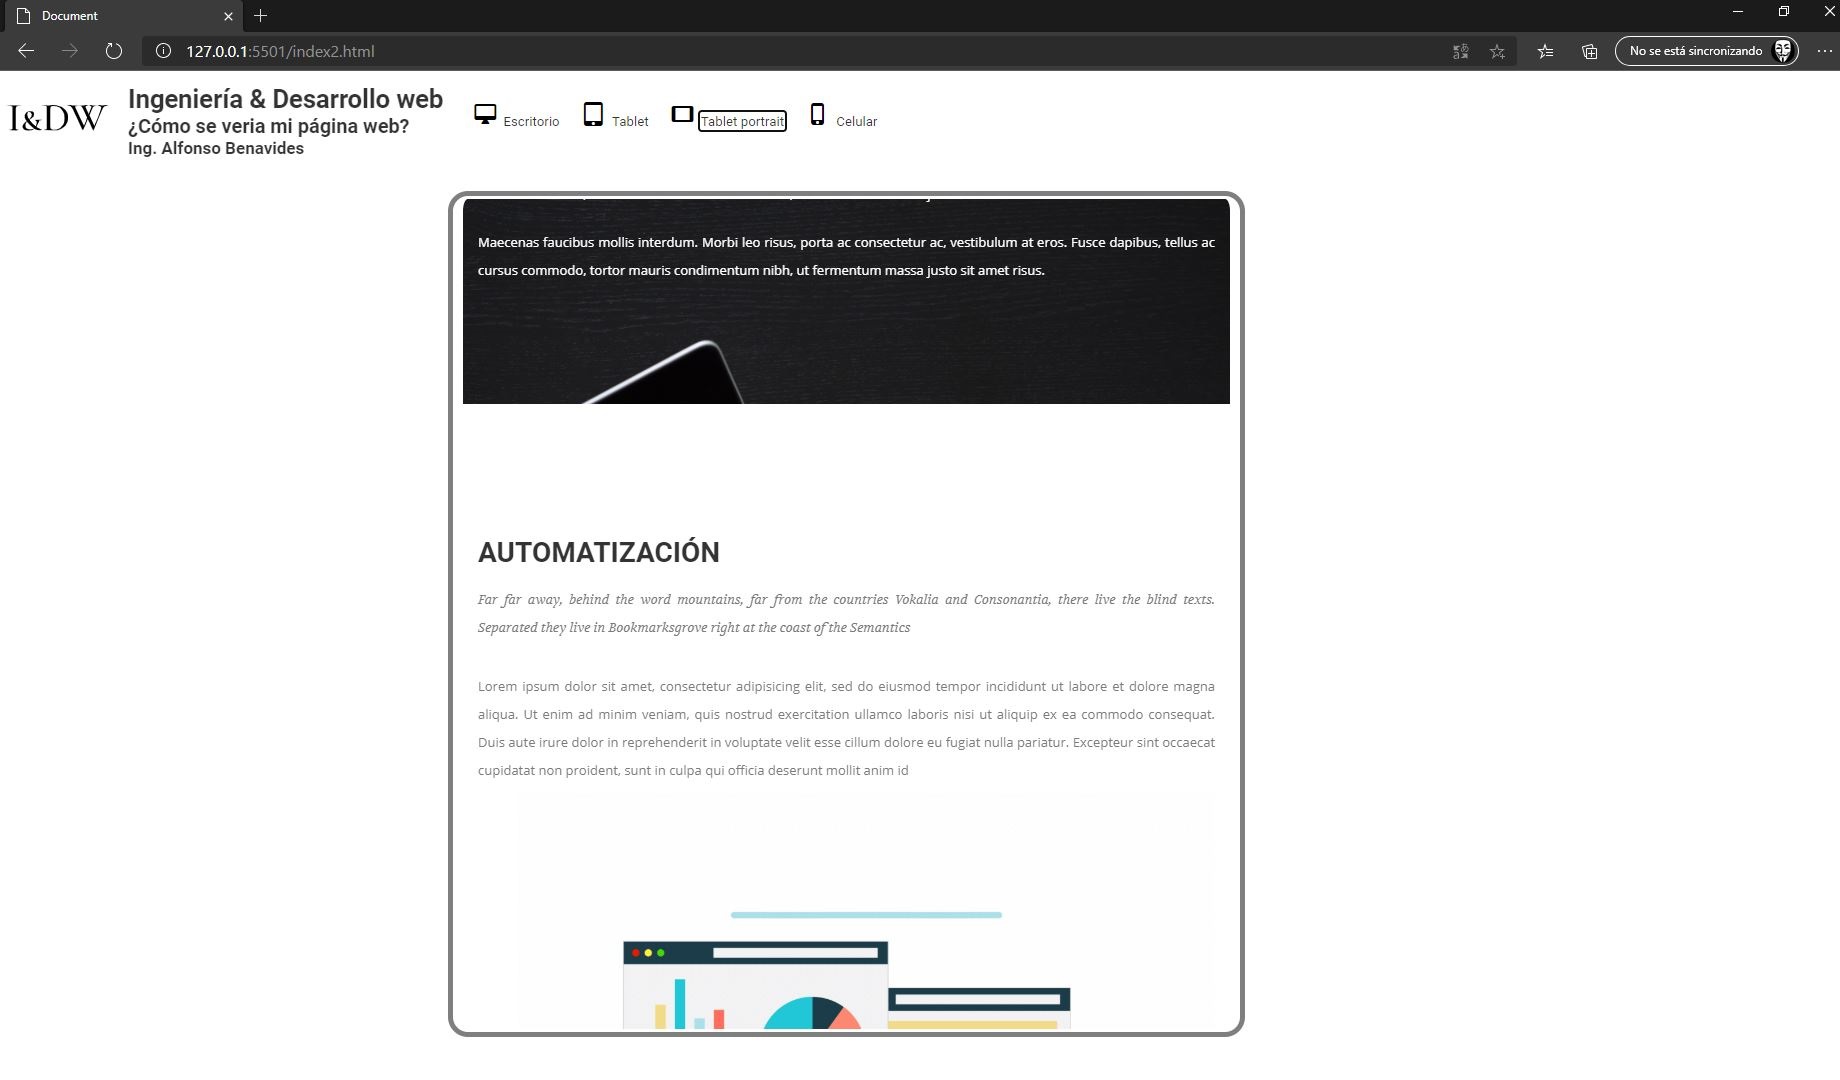 Document
127.0.0.1:5501/index2.html
No se está sincronizando
I&DW
Ingeniería & Desarrollo web
¿Cómo se veria mi página web?
Ing. Alfonso Benavides
Escritorio
Tablet
Tablet portrait
Celular
Maecenas faucibus mollis interdum. Morbi leo risus, porta ac consectetur ac, vestibulum at eros. Fusce dapibus, tellus ac
cursus commodo, tortor mauris condimentum nibh, ut fermentum massa justo sit amet risus.
AUTOMATIZACIÓN
Far far away, behind the word mountains, far from the countries Vokalia and Consonantia, there live the blind texts.
Separated they live in Bookmarksgrove right at the coast of the Semantics
Lorem ipsum dolor sit amet, consectetur adipisicing elit, sed do eiusmod tempor incididunt ut labore et dolore magna
aliqua. Ut enim ad minim veniam, quis nostrud exercitation ullamco laboris nisi ut aliquip ex ea commodo consequat.
Duis aute irure dolor in reprehenderit in voluptate velit esse cillum dolore eu fugiat nulla pariatur. Excepteur sint occaecat
cupidatat non proident, sunt in culpa qui officia deserunt mollit anim id